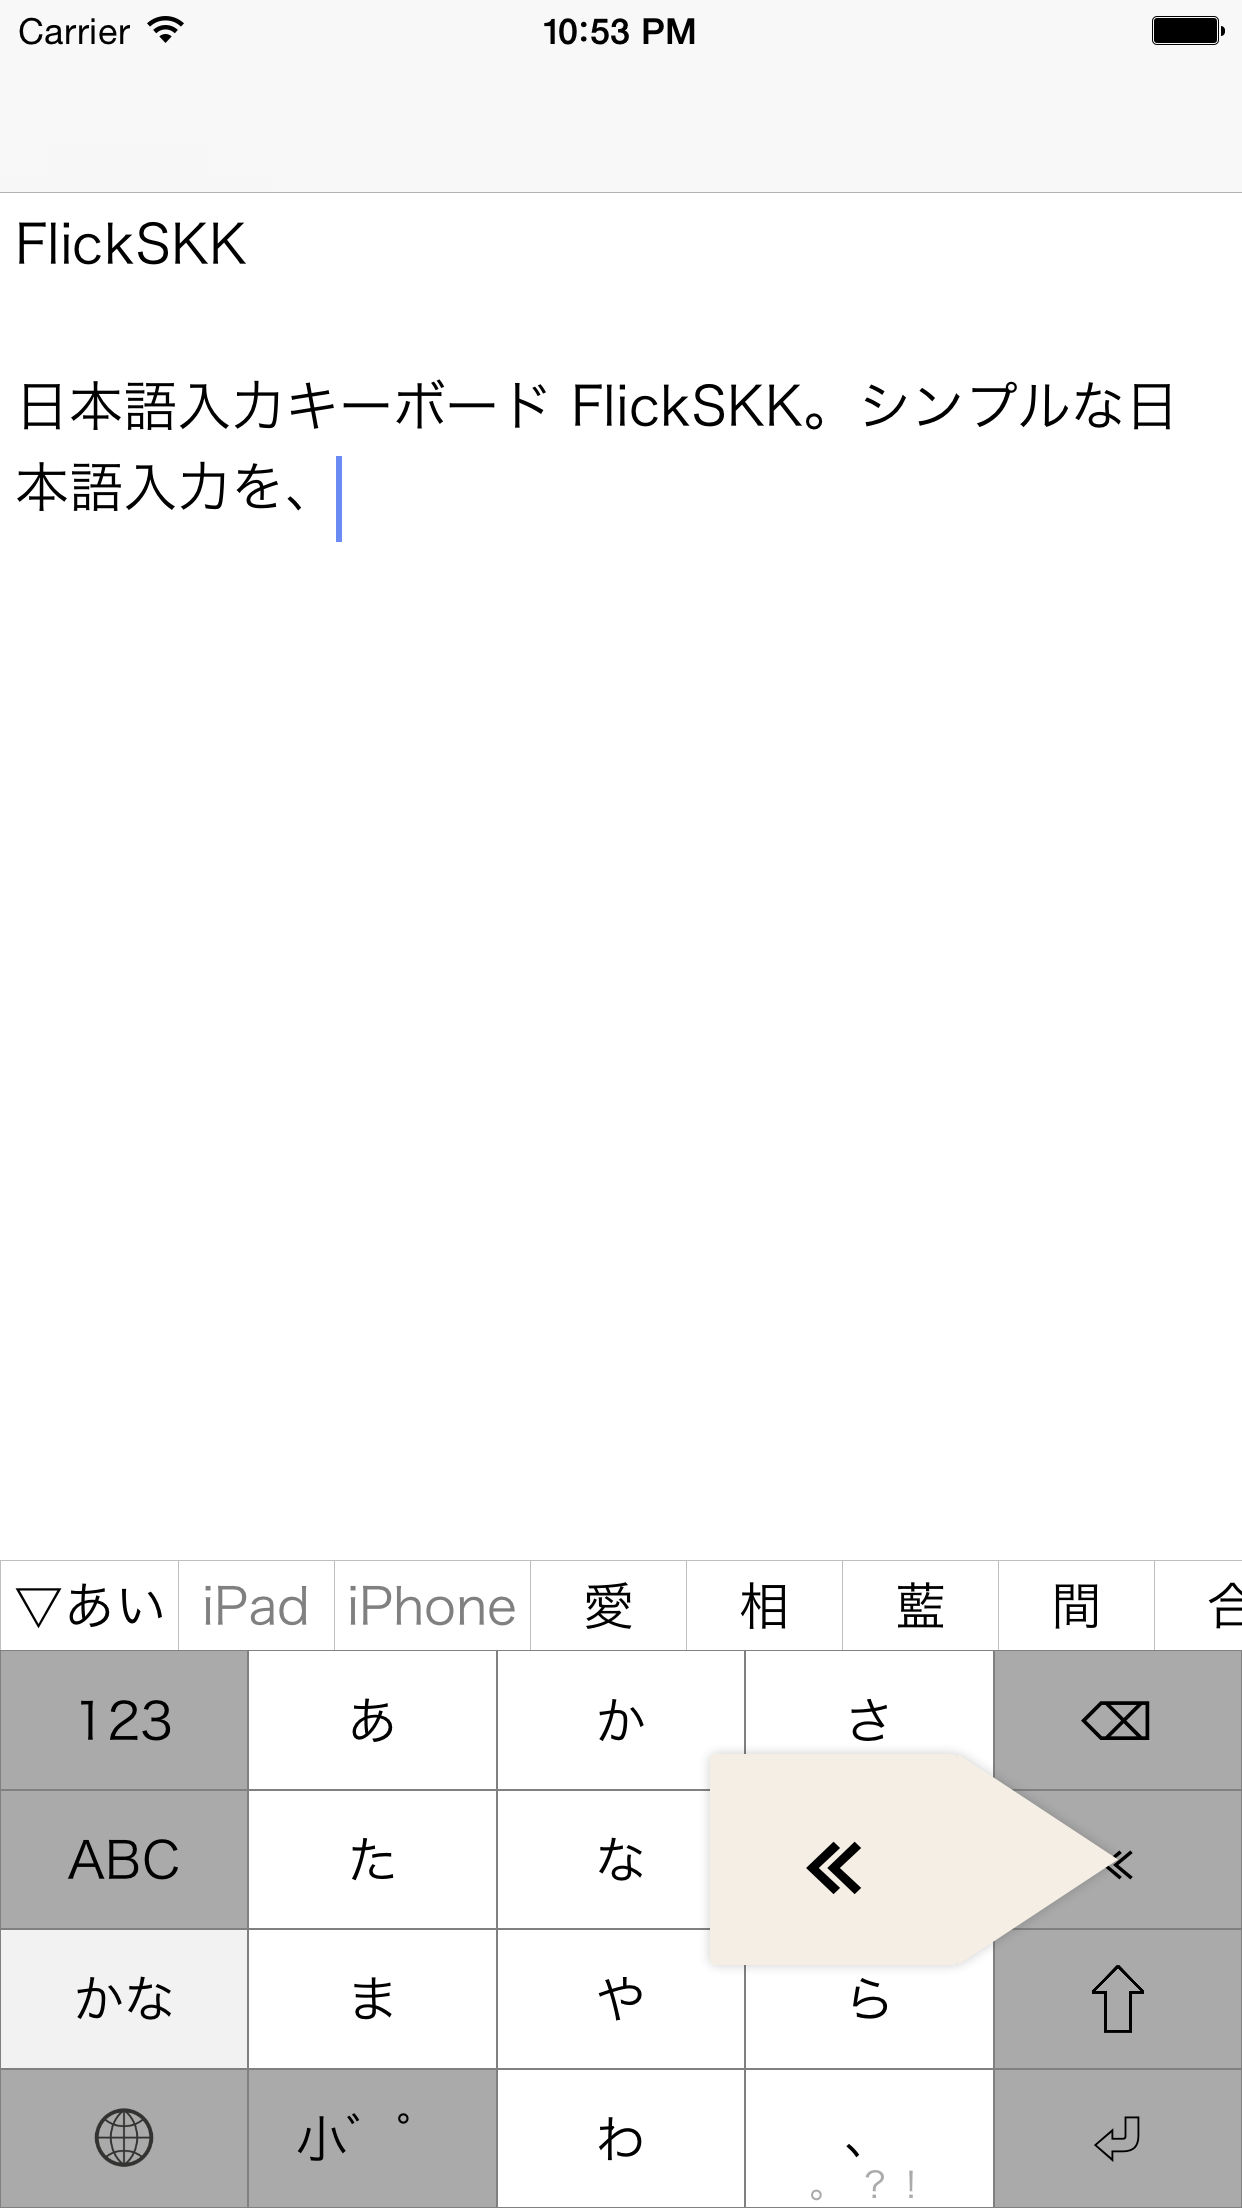 Carrier 10:53 PM
FlickSKK
日本語入力キーボード FlickSKK。シンプルな日
本語入力を、
▽あい iPad iPhone 愛 相 藍 間 合
123 あ か さ ⌫
ABC た な « «
かな ま や ら
小゛゜ わ 、
。?!